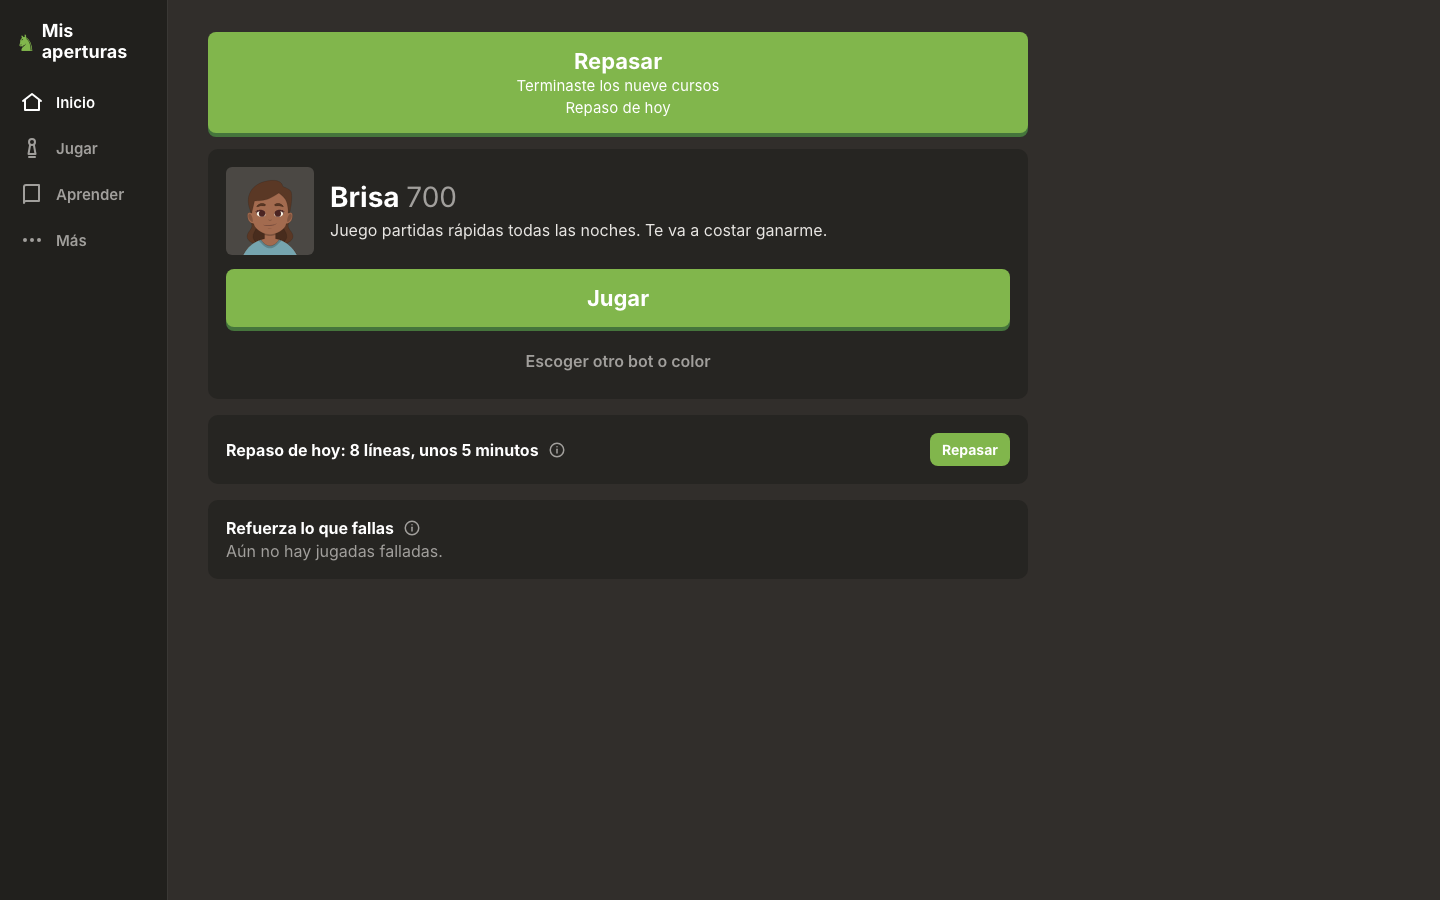 Mis
aperturas
Inicio
Jugar
Aprender
Más
Repasar
Terminaste los nueve cursos
Repaso de hoy
Brisa 700
Juego partidas rápidas todas las noches. Te va a costar ganarme.
Jugar
Escoger otro bot o color
Repaso de hoy: 8 líneas, unos 5 minutos
Repasar
Refuerza lo que fallas
Aún no hay jugadas falladas.